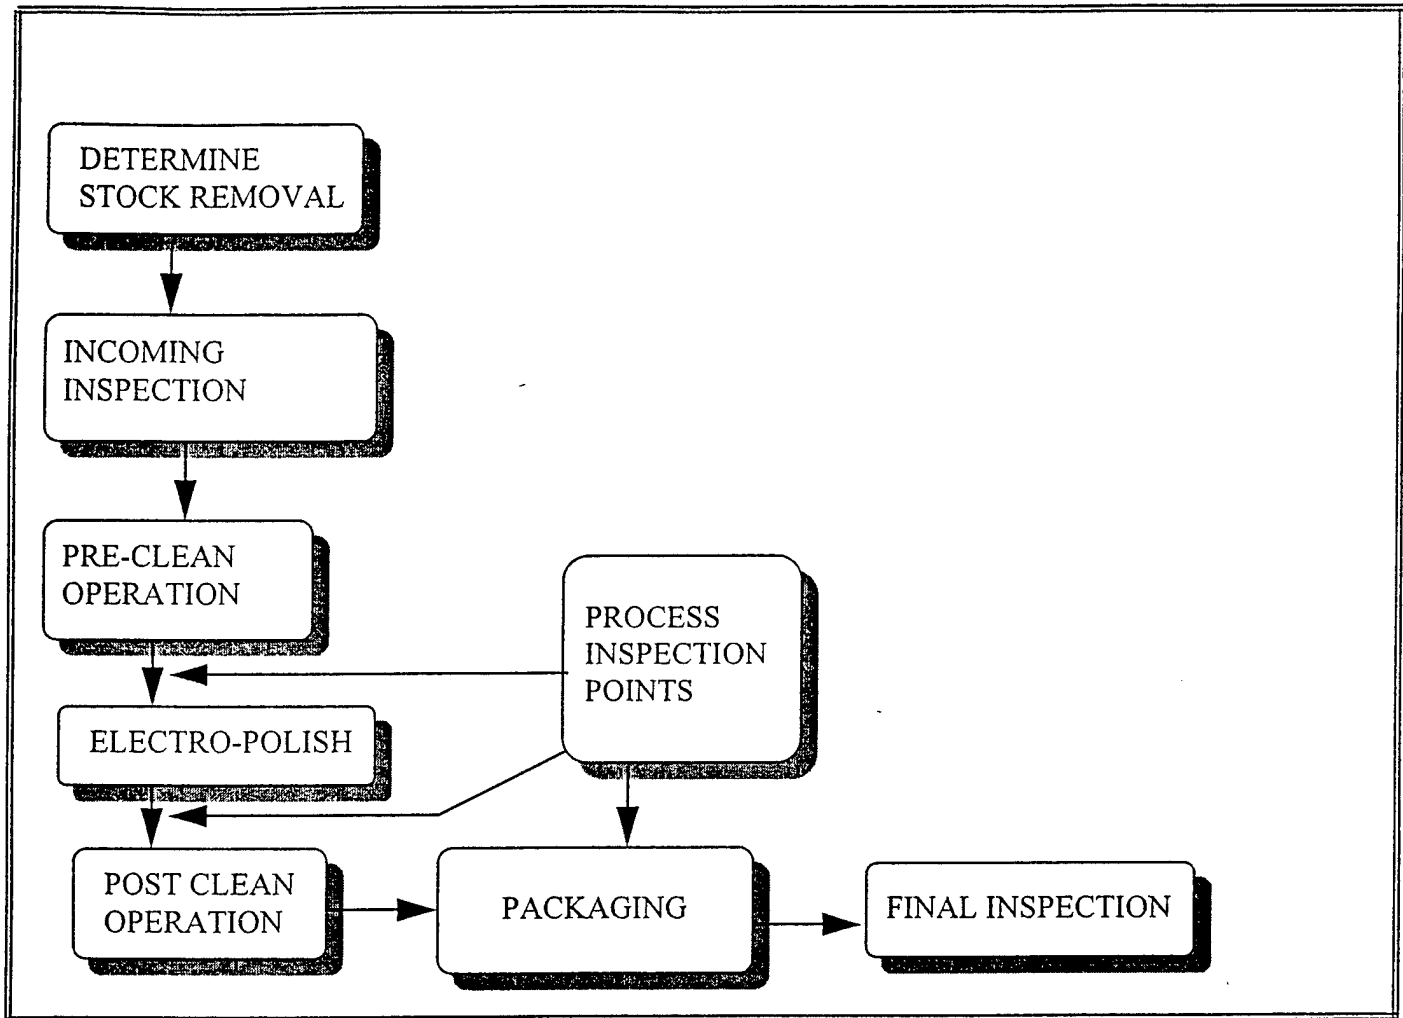 DETERMINE
STOCK REMOVAL
INCOMING
INSPECTION
PRE-CLEAN
OPERATION
PROCESS
INSPECTION
POINTS
ELECTRO-POLISH
POST CLEAN
OPERATION
PACKAGING
FINAL INSPECTION